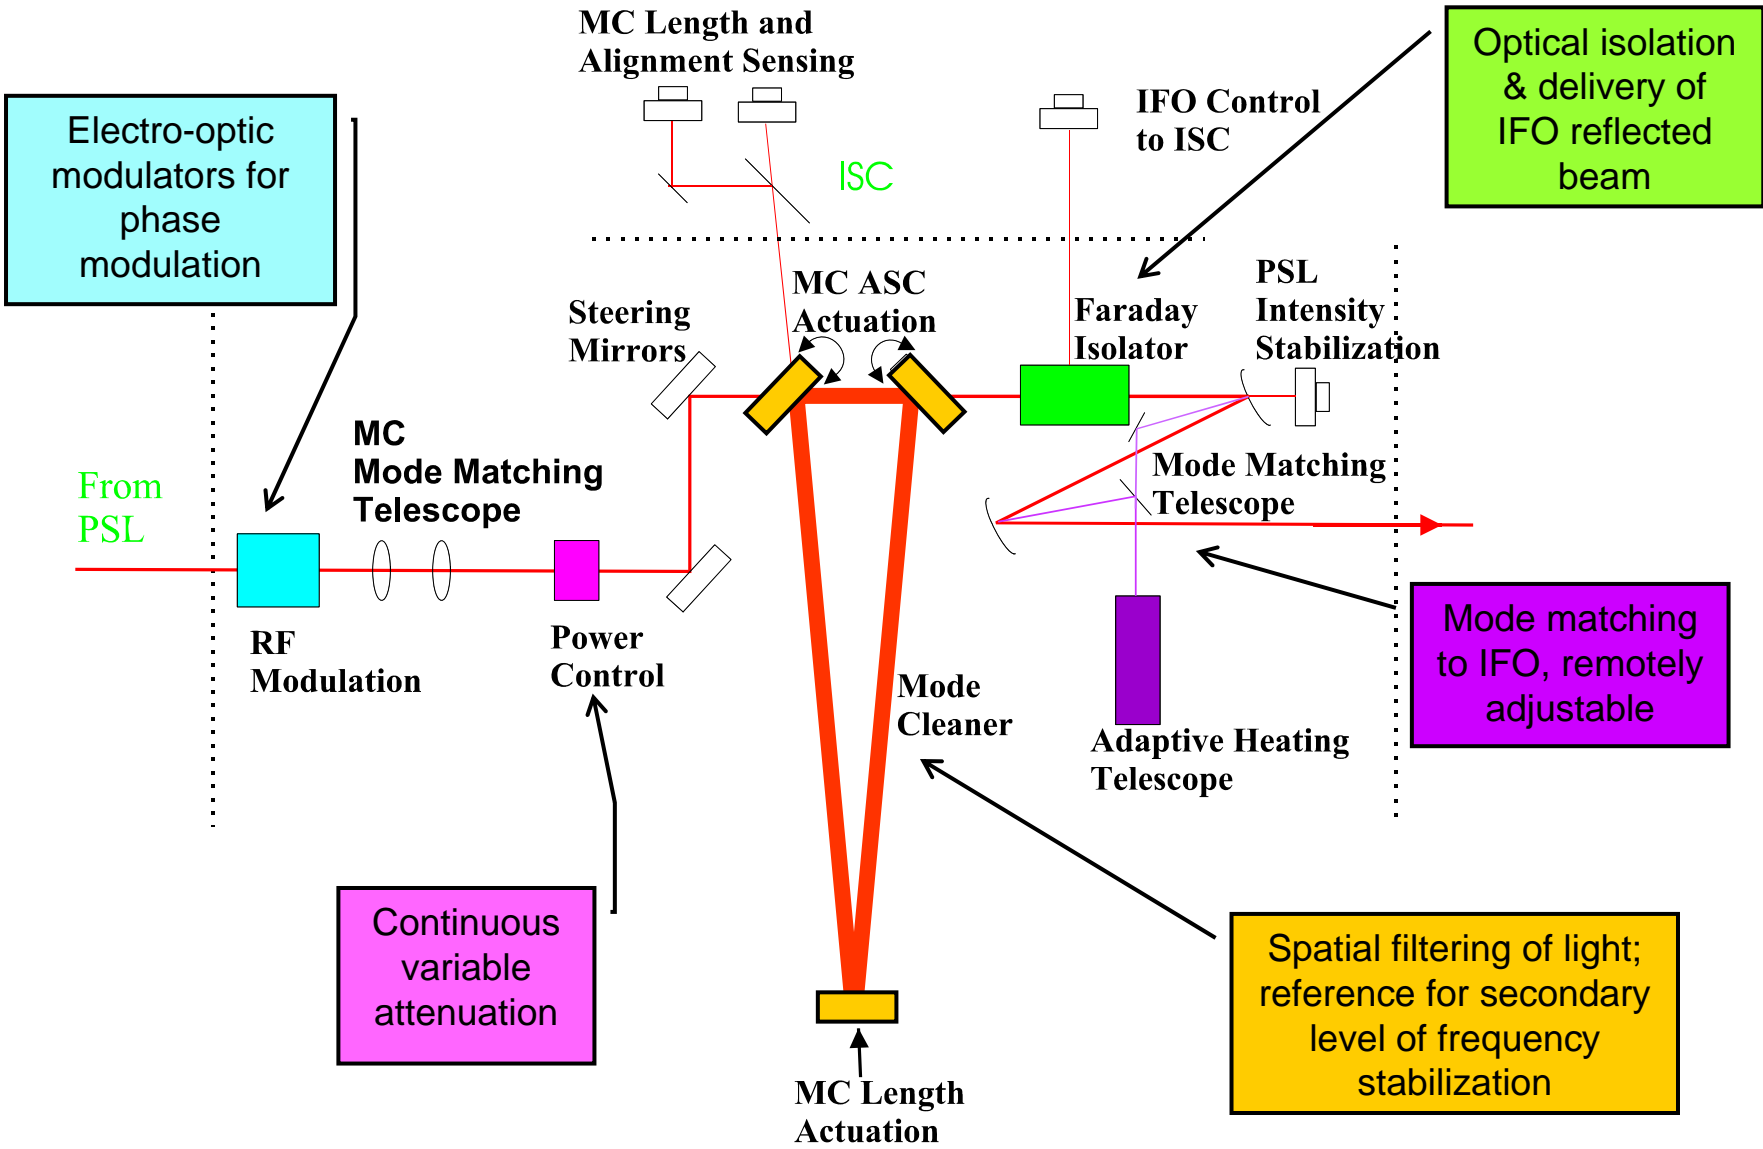 MC Length and
Alignment Sensing
Optical isolation
& delivery of
IFO reflected
beam
IFO Control
to ISC
Electro-optic
modulators for
phase
modulation
ISC
MC ASC
Actuation
Steering
Mirrors
Faraday
Isolator
PSL
Intensity
Stabilization
MC
Mode Matching
Telescope
From
PSL
Mode Matching
Telescope
RF
Modulation
Power
Control
Mode
Cleaner
Mode matching
to IFO, remotely
adjustable
Adaptive Heating
Telescope
Continuous
variable
attenuation
Spatial filtering of light;
reference for secondary
level of frequency
stabilization
MC Length
Actuation